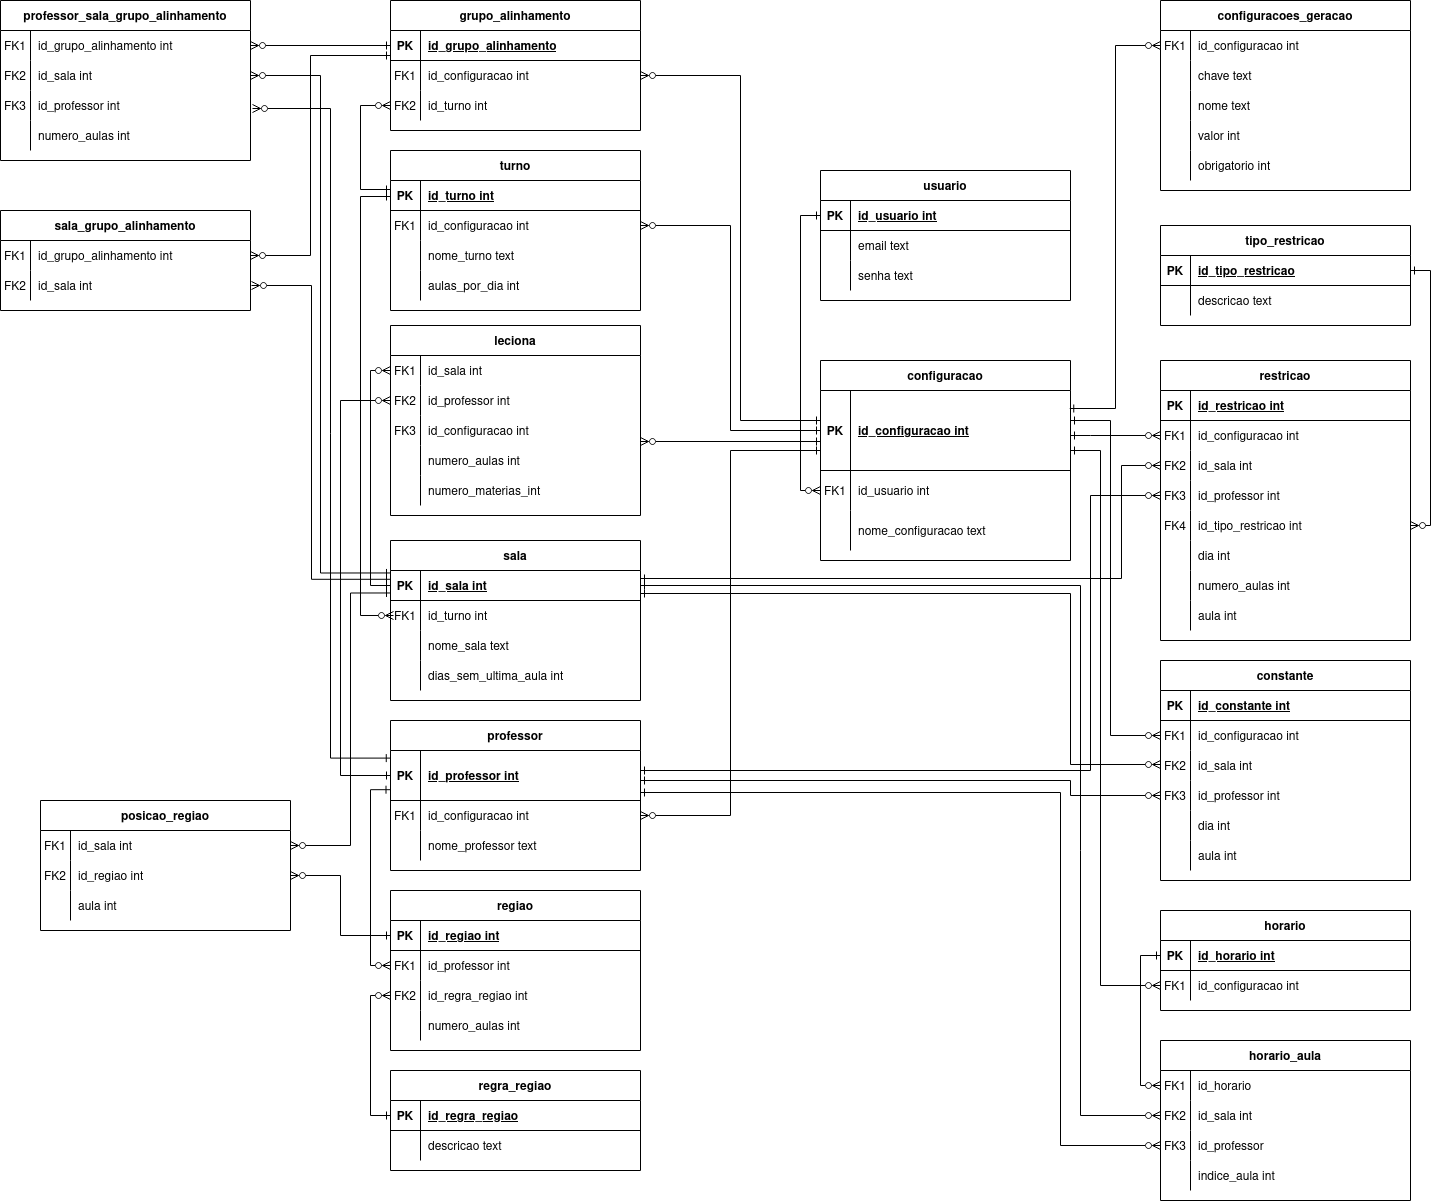 professor_sala_grupo_alinhamento
FK1 id_grupo_alinhamento int
FK2 id_sala int
FK3 id_professor int
numero_aulas int
sala_grupo_alinhamento
FK1 id_grupo_alinhamento int
FK2 id_sala int
posicao_regiao
FK1 id_sala int
FK2 id_regiao int
aula int
grupo_alinhamento
PK id_grupo_alinhamento
FK1 id_configuracao int
FK2 id_turno int
turno
PK id_turno int
FK1 id_configuracao int
nome_turno text
aulas_por_dia int
leciona
FK1 id_sala int
FK2 id_professor int
FK3 id_configuracao int
numero_aulas int
numero_materias_int
sala
PK id_sala int
FK1 id_turno int
nome_sala text
dias_sem_ultima_aula int
professor
PK id_professor int
FK1 id_configuracao int
nome_professor text
regiao
PK id_regiao int
FK1 id_professor int
FK2 id_regra_regiao int
numero_aulas int
regra_regiao
PK id_regra_regiao
descricao text
usuario
PK id_usuario int
email text
senha text
configuracao
PK id_configuracao int
FK1 id_usuario int
nome_configuracao text
configuracoes_geracao
FK1 id_configuracao int
chave text
nome text
valor int
obrigatorio int
tipo_restricao
PK id_tipo_restricao
descricao text
restricao
PK id_restricao int
FK1 id_configuracao int
FK2 id_sala int
FK3 id_professor int
FK4 id_tipo_restricao int
dia int
numero_aulas int
aula int
constante
PK id_constante int
FK1 id_configuracao int
FK2 id_sala int
FK3 id_professor int
dia int
aula int
horario
PK id_horario int
FK1 id_configuracao int
horario_aula
FK1 id_horario
FK2 id_sala int
FK3 id_professor
indice_aula int